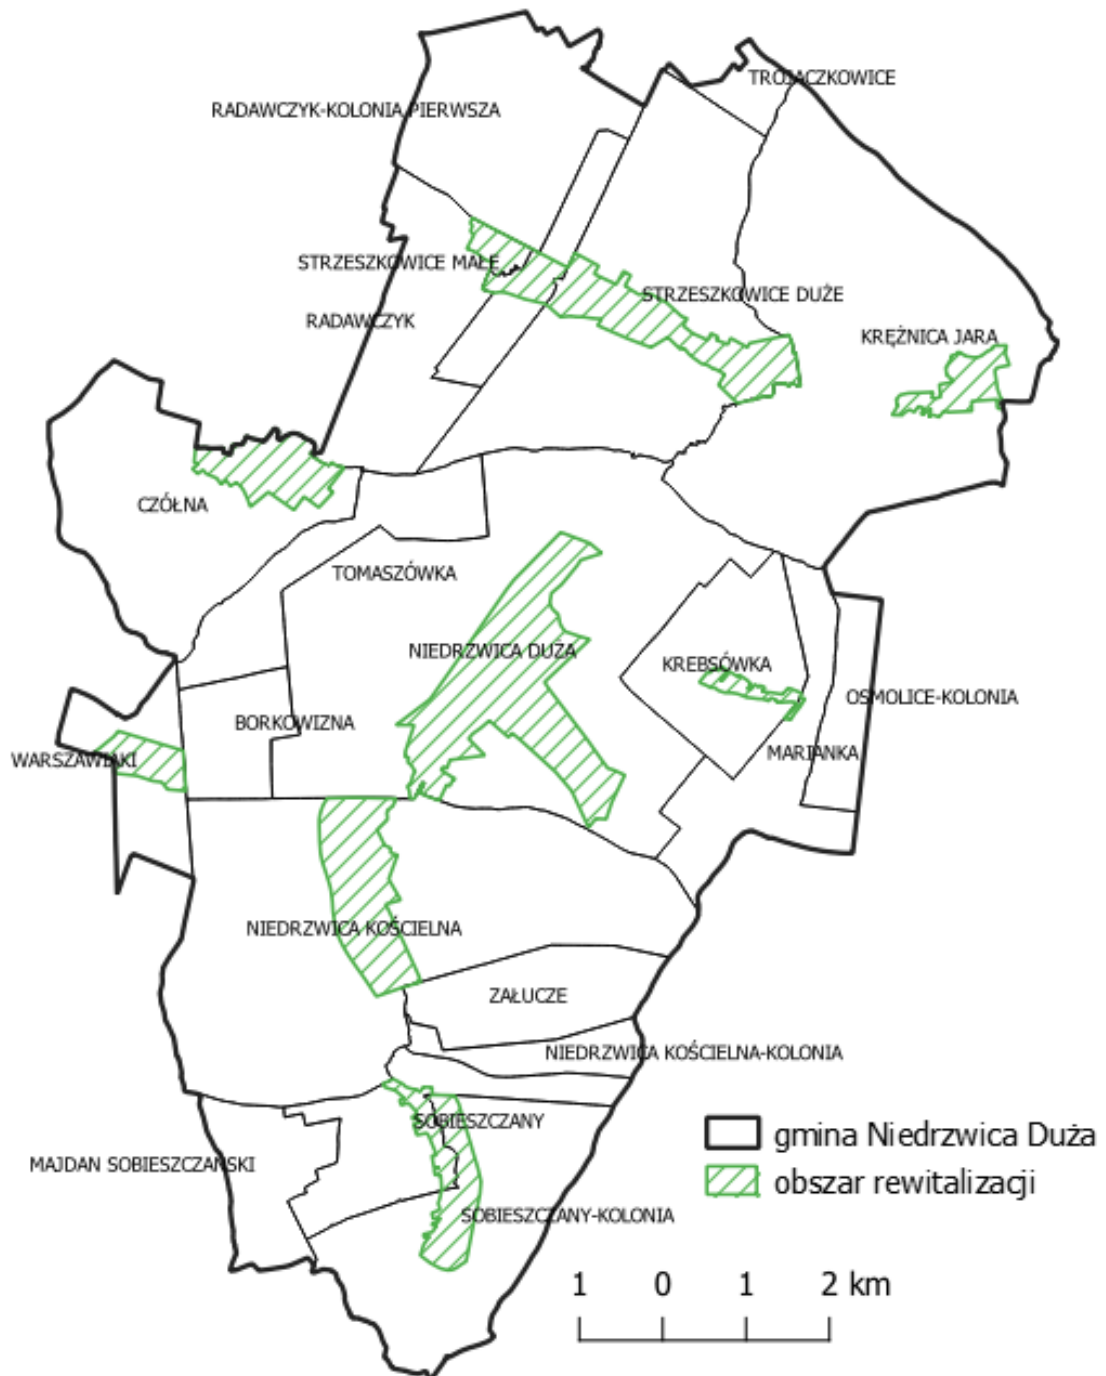 TROJACZKOWICE
RADAWCZYK-KOLONIA PIERWSZA
STRZESZKOWICE MAŁE
STRZESZKOWICE DUŻE
RADAWCZYK
KRĘŻNICA JARA
CZÓŁNA
TOMASZÓWKA
NIEDRZWICA DUŻA
KREBSÓWKA
OSMOLICE-KOLONIA
BORKOWIZNA
MARIANKA
WARSZAWIAKI
NIEDRZWICA KOŚCIELNA
ZAŁUCZE
NIEDRZWICA KOŚCIELNA-KOLONIA
SOBIESZCZANY
MAJDAN SOBIESZCZAŃSKI
SOBIESZCZANY-KOLONIA
gmina Niedrzwica Duża
obszar rewitalizacji
1 0 1 2 km